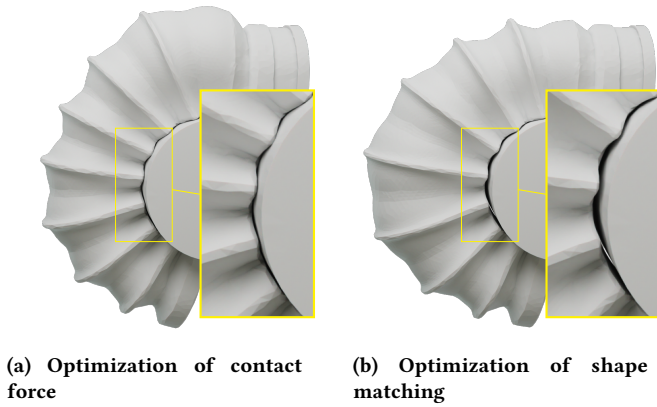 (a) Optimization of contact
force
(b) Optimization of shape
matching